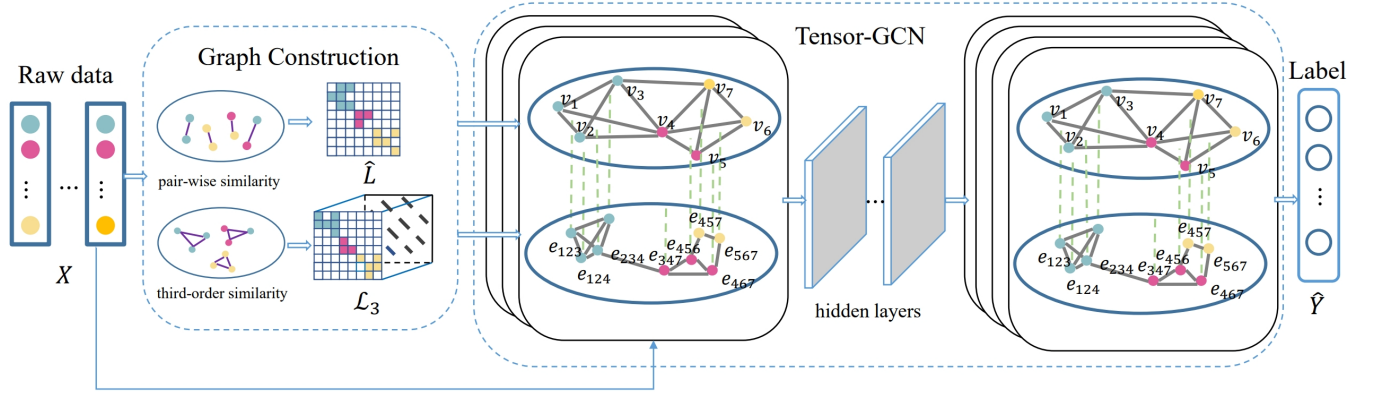 Raw data
⋮
...
⋮
X
Graph Construction
pair-wise similarity
L̂
third-order similarity
ℒ₃
Tensor-GCN
v₁
v₂
v₃
v₄
v₅
v₆
v₇
e₁₂₃
e₁₂₄
e₂₃₄
e₃₄₇
e₄₅₆
e₄₅₇
e₅₆₇
e₄₆₇
...
hidden layers
v₁
v₂
v₃
v₄
v₅
v₆
v₇
e₁₂₃
e₁₂₄
e₂₃₄
e₃₄₇
e₄₅₆
e₄₅₇
e₅₆₇
e₄₆₇
Label
⋮
Ŷ